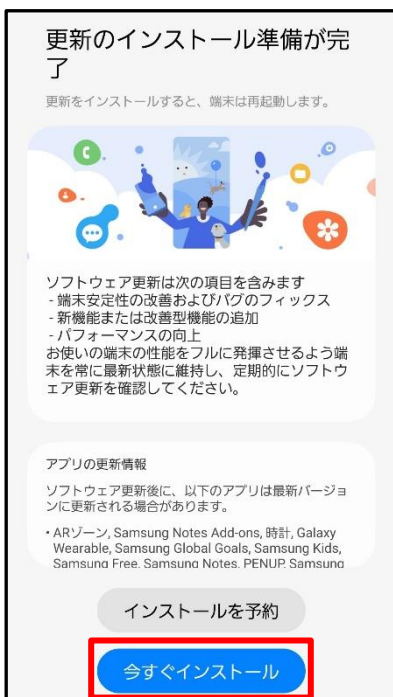 更新のインストール準備が完
了
更新をインストールすると、端末は再起動します。
ソフトウェア更新は次の項目を含みます
- 端末安定性の改善およびバグのフィックス
- 新機能または改善型機能の追加
- パフォーマンスの向上
お使いの端末の性能をフルに発揮させるよう端
末を常に最新状態に維持し、定期的にソフトウ
ェア更新を確認してください。
アプリの更新情報
ソフトウェア更新後に、以下のアプリは最新バージョ
ンに更新される場合があります。
• ARゾーン, Samsung Notes Add-ons, 時計, Galaxy
Wearable, Samsung Global Goals, Samsung Kids,
Samsung Free, Samsung Notes, PENUP, Samsung
インストールを予約
今すぐインストール